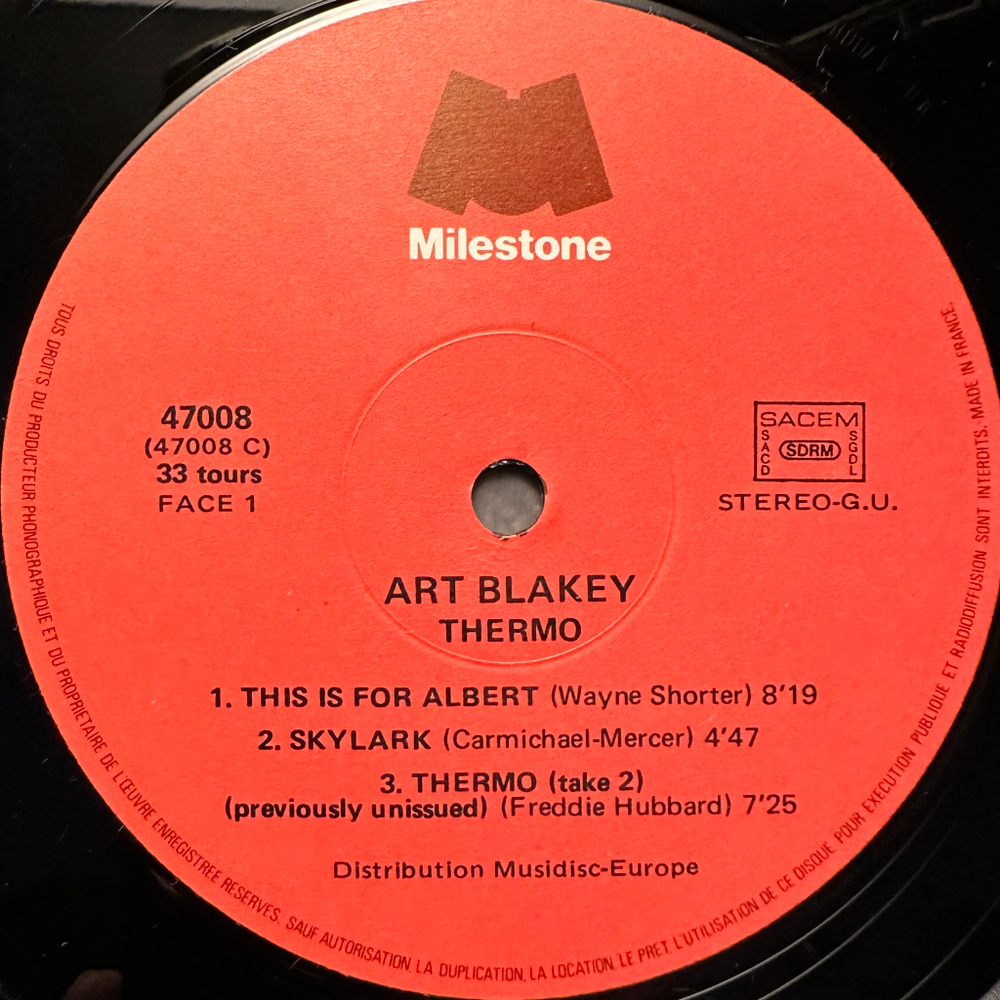 Milestone
47008
(47008 C)
33 tours
FACE 1
SACEM
SACD
SDRM
SGDL
STEREO-G.U.
ART BLAKEY
THERMO
1. THIS IS FOR ALBERT (Wayne Shorter) 8'19
2. SKYLARK (Carmichael-Mercer) 4'47
3. THERMO (take 2)
(previously unissued) (Freddie Hubbard) 7'25
Distribution Musidisc-Europe
TOUS DROITS DU PRODUCTEUR PHONOGRAPHIQUE ET DU PROPRIETAIRE DE L'ŒUVRE ENREGISTREE RESERVES. SAUF AUTORISATION LA DUPLICATION, LA LOCATION, LE PRET, L'UTILISATION DE CE DISQUE POUR EXECUTION PUBLIQUE ET RADIODIFFUSION SONT INTERDITS. MADE IN FRANCE.